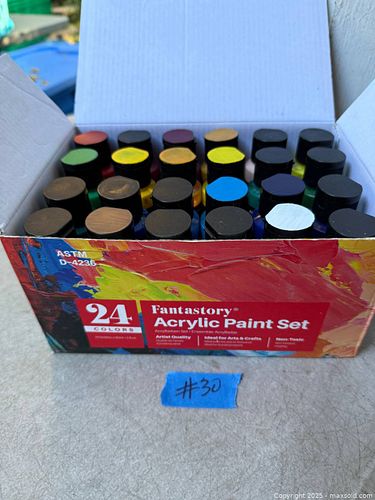 ASTM
D-4236
24
COLORS
Fantastory®
Acrylic Paint Set
Artist Quality
Ideal for Arts & Crafts
Non-Toxic
#30
Copyright 2025 - maxsold.com